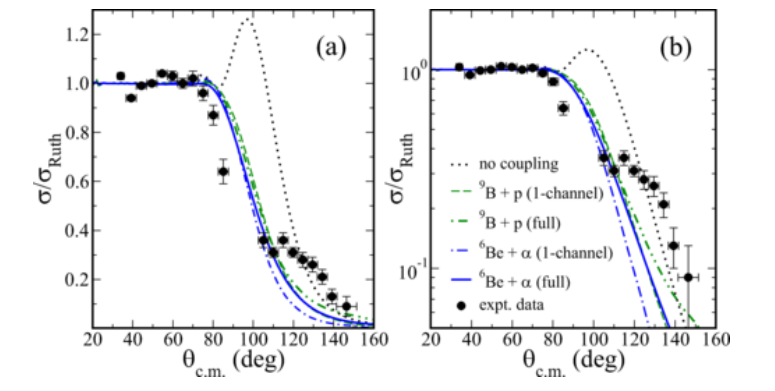 (a)
σ/σRuth
1.2
1.0
0.8
0.6
0.4
0.2
20 40 60 80 100 120 140 160
θc.m. (deg)
(b)
σ/σRuth
10⁰
10⁻¹
no coupling
⁹B + p (1-channel)
⁹B + p (full)
⁶Be + α (1-channel)
⁶Be + α (full)
expt. data
20 40 60 80 100 120 140 160
θc.m. (deg)